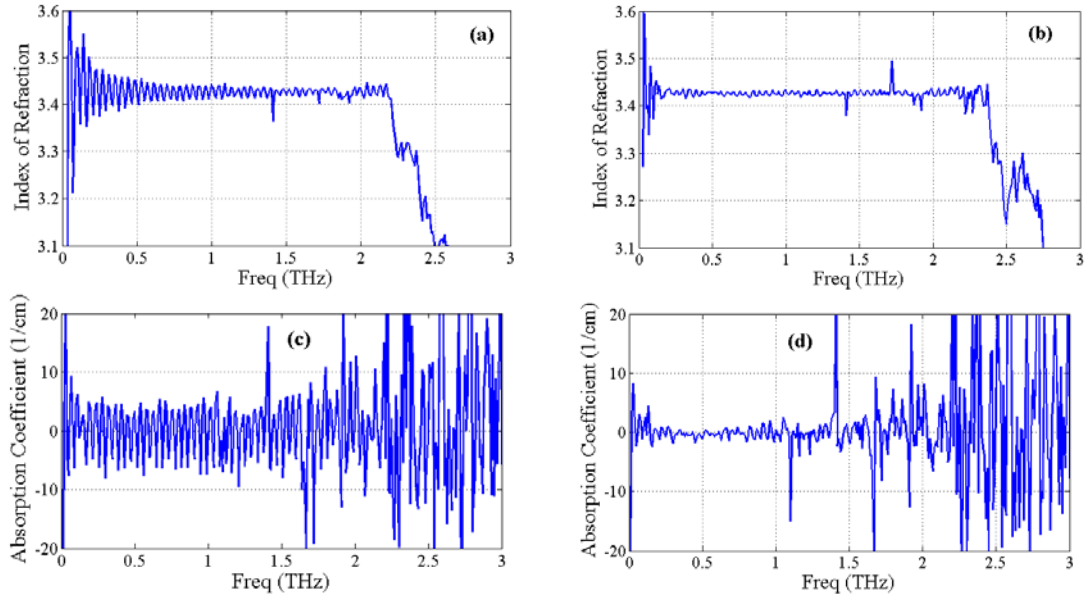 (a)
Index of Refraction
3.6
3.5
3.4
3.3
3.2
3.1
0 0.5 1 1.5 2 2.5 3
Freq (THz)
(b)
Index of Refraction
3.6
3.5
3.4
3.3
3.2
3.1
0 0.5 1 1.5 2 2.5 3
Freq (THz)
(c)
Absorption Coefficient (1/cm)
20
10
0
-10
-20
0 0.5 1 1.5 2 2.5 3
Freq (THz)
(d)
Absorption Coefficient (1/cm)
20
10
0
-10
-20
0 0.5 1 1.5 2 2.5 3
Freq (THz)